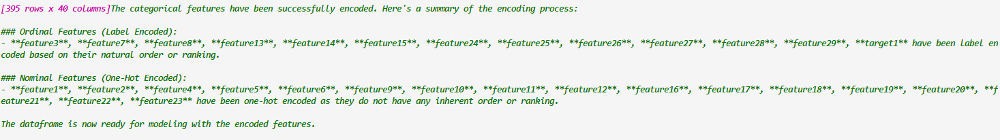 [395 rows x 40 columns]The categorical features have been successfully encoded. Here's a summary of the encoding process:
### Ordinal Features (Label Encoded):
- **feature3**, **feature7**, **feature8**, **feature13**, **feature14**, **feature15**, **feature24**, **feature25**, **feature26**, **feature27**, **feature28**, **feature29**, **target1** have been label en
coded based on their natural order or ranking.
### Nominal Features (One-Hot Encoded):
- **feature1**, **feature2**, **feature4**, **feature5**, **feature6**, **feature9**, **feature10**, **feature11**, **feature12**, **feature16**, **feature17**, **feature18**, **feature19**, **feature20**, **f
eature21**, **feature22**, **feature23** have been one-hot encoded as they do not have any inherent order or ranking.
The dataframe is now ready for modeling with the encoded features.